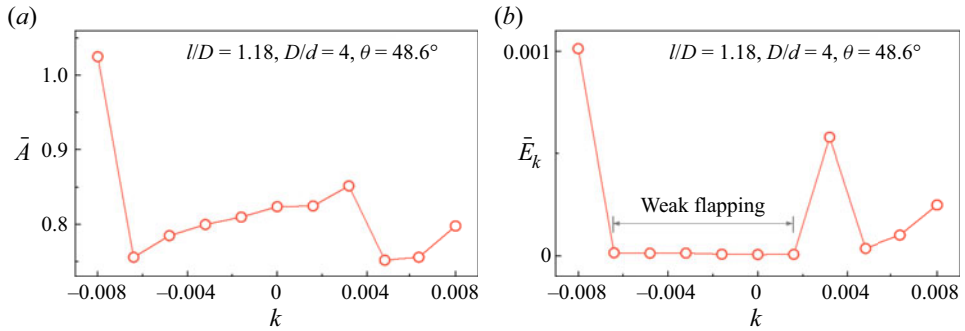 (a)
l/D = 1.18, D/d = 4, θ = 48.6°
1.0
0.9
0.8
Ā
−0.008
−0.004
0
0.004
0.008
k
(b)
l/D = 1.18, D/d = 4, θ = 48.6°
0.001
Ē_k
Weak flapping
0
−0.008
−0.004
0
0.004
0.008
k